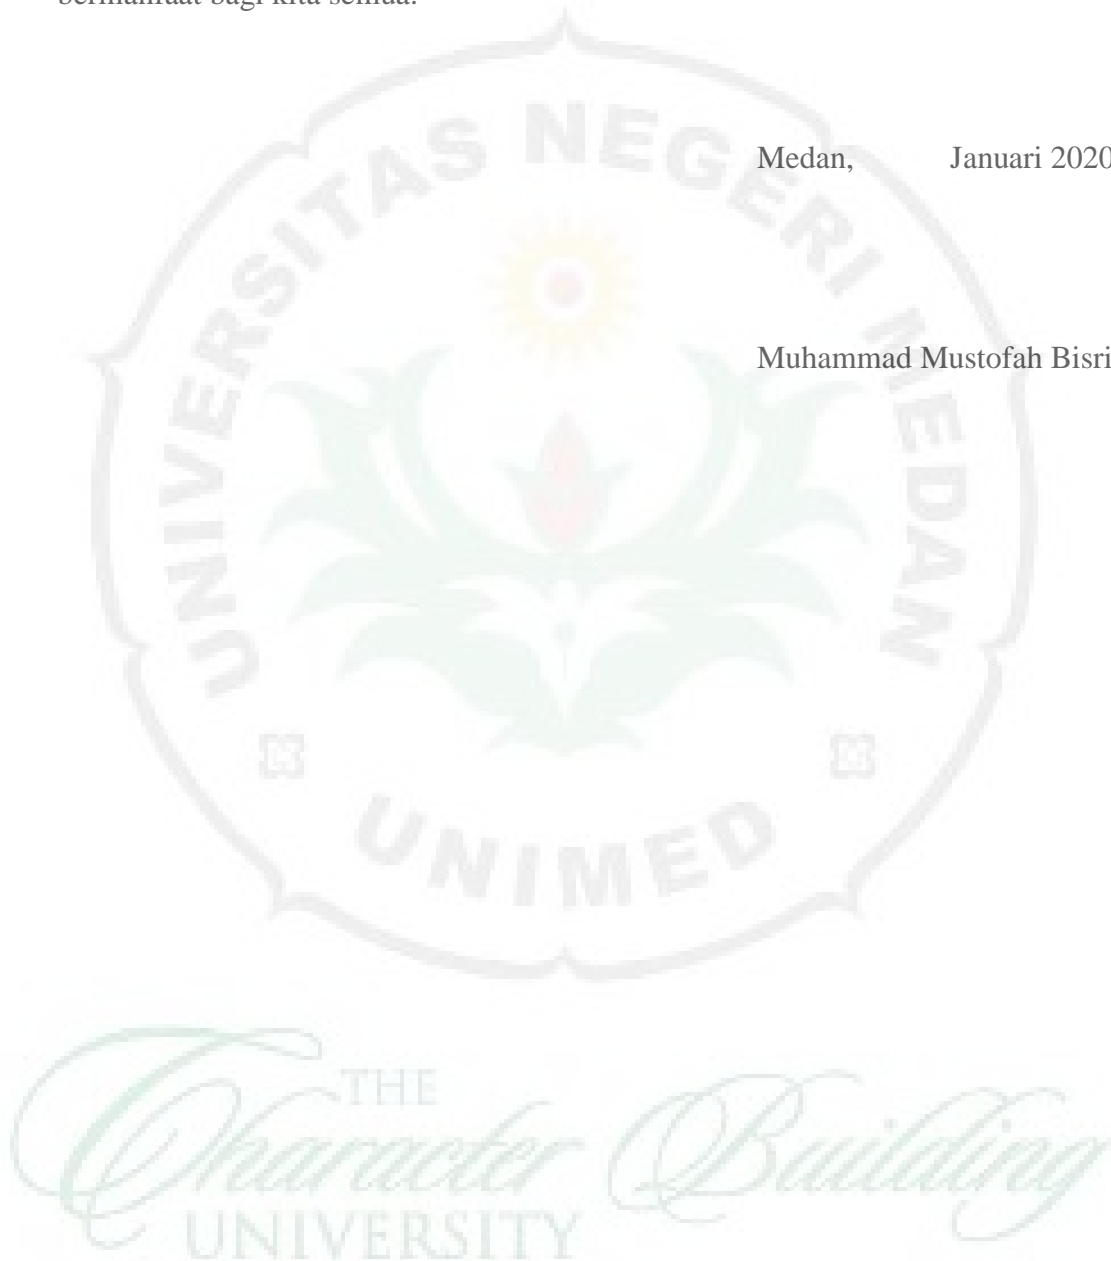 bermanfaat bagi kita semua.
Medan, Januari 2020
Muhammad Mustofah Bisri
UNIVERSITAS NEGERI MEDAN
UNIMED
THE
Character Building
UNIVERSITY